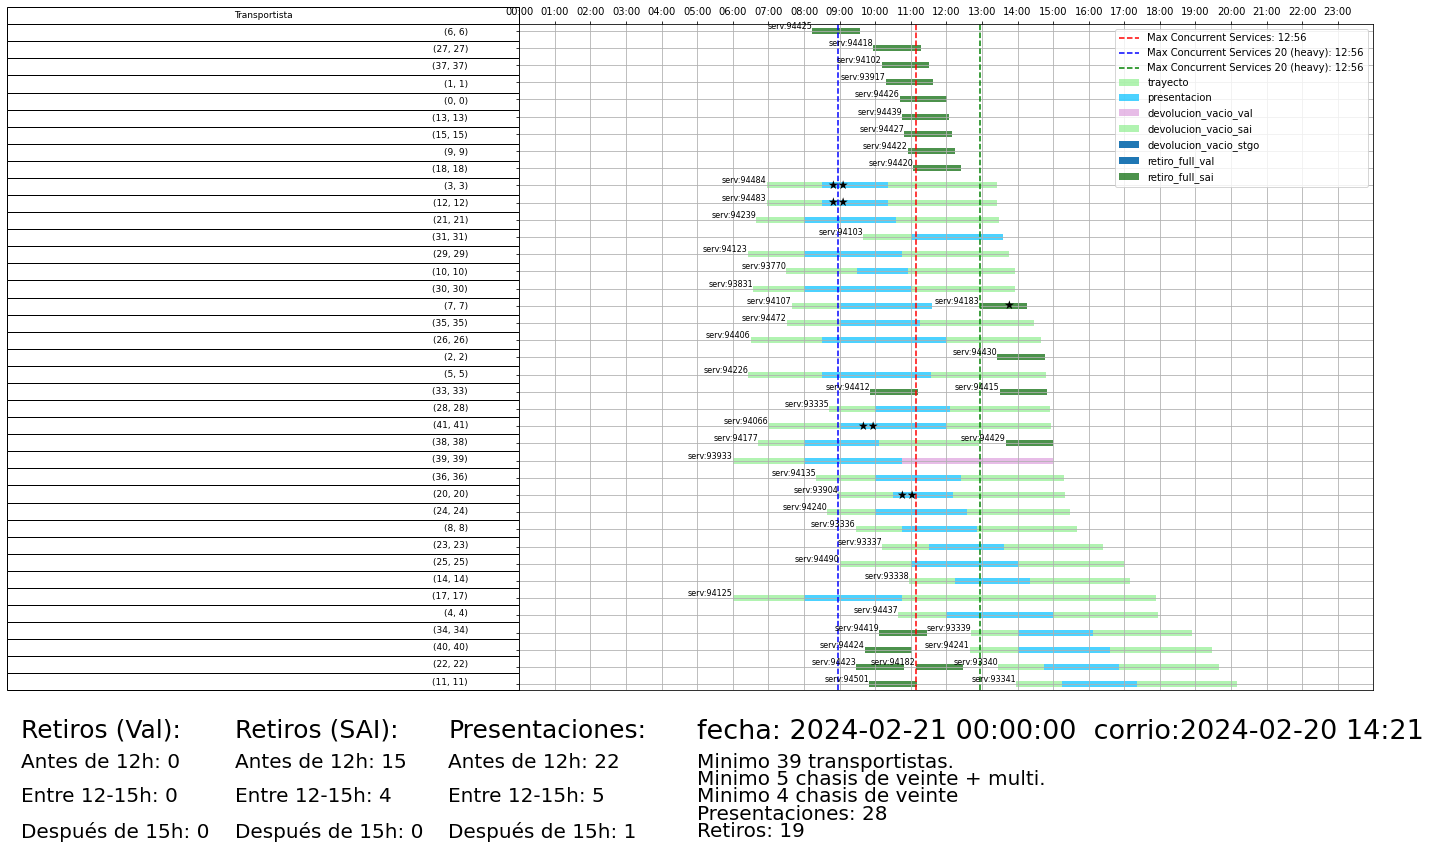 Transportista
00:00 01:00 02:00 03:00 04:00 05:00 06:00 07:00 08:00 09:00 10:00 11:00 12:00 13:00 14:00 15:00 16:00 17:00 18:00 19:00 20:00 21:00 22:00 23:00
Max Concurrent Services: 12:56
Max Concurrent Services 20 (heavy): 12:56
Max Concurrent Services 20 (heavy): 12:56
trayecto
presentacion
devolucion_vacio_val
devolucion_vacio_sai
devolucion_vacio_stgo
retiro_full_val
retiro_full_sai
(6, 6) serv:94425
(27, 27) serv:94418
(37, 37) serv:94102
(1, 1) serv:93917
(0, 0) serv:94426
(13, 13) serv:94439
(15, 15) serv:94427
(9, 9) serv:94422
(18, 18) serv:94420
(3, 3) serv:94484
(12, 12) serv:94483
(21, 21) serv:94239
(31, 31) serv:94103
(29, 29) serv:94123
(10, 10) serv:93770
(30, 30) serv:93831
(7, 7) serv:94107 serv:94183
(35, 35) serv:94472
(26, 26) serv:94406
(2, 2) serv:94430
(5, 5) serv:94226
(33, 33) serv:94412 serv:94415
(28, 28) serv:93335
(41, 41) serv:94066
(38, 38) serv:94177 serv:94429
(39, 39) serv:93933
(36, 36) serv:94135
(20, 20) serv:93904
(24, 24) serv:94240
(8, 8) serv:93336
(23, 23) serv:93337
(25, 25) serv:94490
(14, 14) serv:93338
(17, 17) serv:94125
(4, 4) serv:94437
(34, 34) serv:94419 serv:93339
(40, 40) serv:94424 serv:94241
(22, 22) serv:94423 serv:94182 serv:93340
(11, 11) serv:94501 serv:93341
Retiros (Val):
Antes de 12h: 0
Entre 12-15h: 0
Después de 15h: 0
Retiros (SAI):
Antes de 12h: 15
Entre 12-15h: 4
Después de 15h: 0
Presentaciones:
Antes de 12h: 22
Entre 12-15h: 5
Después de 15h: 1
fecha: 2024-02-21 00:00:00 corrio:2024-02-20 14:21
Minimo 39 transportistas.
Minimo 5 chasis de veinte + multi.
Minimo 4 chasis de veinte
Presentaciones: 28
Retiros: 19